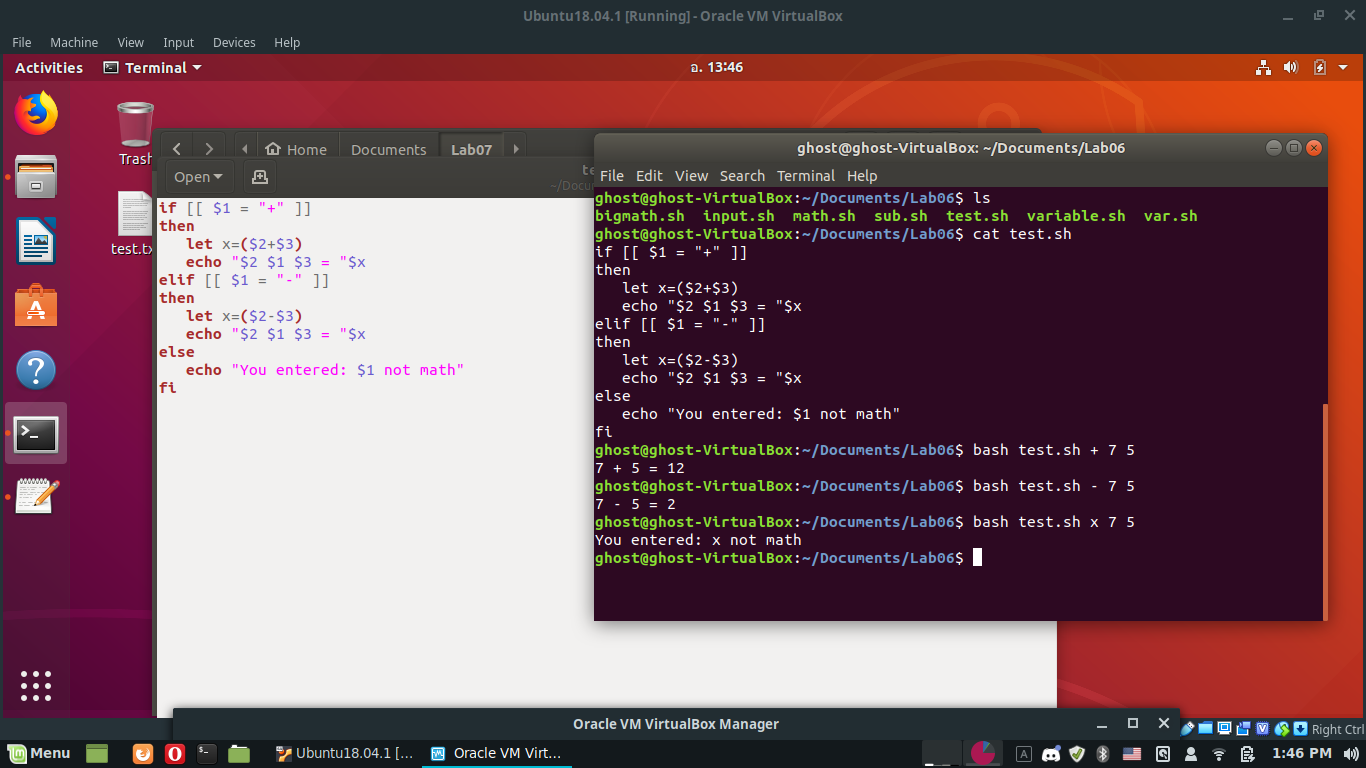 Ubuntu18.04.1 [Running] - Oracle VM VirtualBox
File Machine View Input Devices Help
Activities Terminal อ. 13:46
Trash
test.tx
Home Documents Lab07
Open
~/Docu
if [[ $1 = "+" ]]
then
   let x=($2+$3)
   echo "$2 $1 $3 = "$x
elif [[ $1 = "-" ]]
then
   let x=($2-$3)
   echo "$2 $1 $3 = "$x
else
   echo "You entered: $1 not math"
fi
ghost@ghost-VirtualBox: ~/Documents/Lab06
File Edit View Search Terminal Help
ghost@ghost-VirtualBox:~/Documents/Lab06$ ls
bigmath.sh input.sh math.sh sub.sh test.sh variable.sh var.sh
ghost@ghost-VirtualBox:~/Documents/Lab06$ cat test.sh
if [[ $1 = "+" ]]
then
   let x=($2+$3)
   echo "$2 $1 $3 = "$x
elif [[ $1 = "-" ]]
then
   let x=($2-$3)
   echo "$2 $1 $3 = "$x
else
   echo "You entered: $1 not math"
fi
ghost@ghost-VirtualBox:~/Documents/Lab06$ bash test.sh + 7 5
7 + 5 = 12
ghost@ghost-VirtualBox:~/Documents/Lab06$ bash test.sh - 7 5
7 - 5 = 2
ghost@ghost-VirtualBox:~/Documents/Lab06$ bash test.sh x 7 5
You entered: x not math
ghost@ghost-VirtualBox:~/Documents/Lab06$
Oracle VM VirtualBox Manager
Right Ctrl
Menu Ubuntu18.04.1 [... Oracle VM Virt... A 1:46 PM